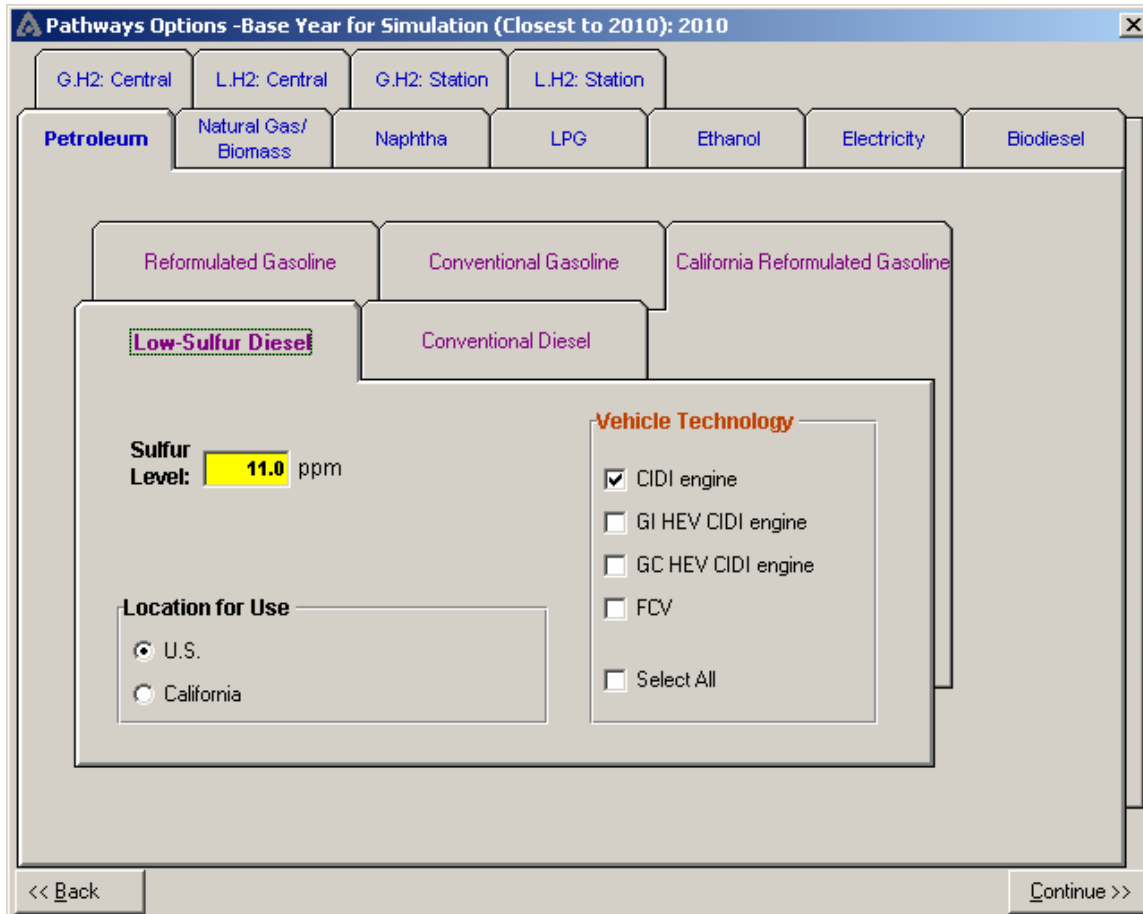 Pathways Options -Base Year for Simulation (Closest to 2010): 2010
G.H2: Central
L.H2: Central
G.H2: Station
L.H2: Station
Petroleum
Natural Gas/
Biomass
Naphtha
LPG
Ethanol
Electricity
Biodiesel
Reformulated Gasoline
Conventional Gasoline
California Reformulated Gasoline
Low-Sulfur Diesel
Conventional Diesel
Sulfur
Level: 11.0 ppm
Location for Use
U.S.
California
Vehicle Technology
CIDI engine
GI HEV CIDI engine
GC HEV CIDI engine
FCV
Select All
<< Back
Continue >>